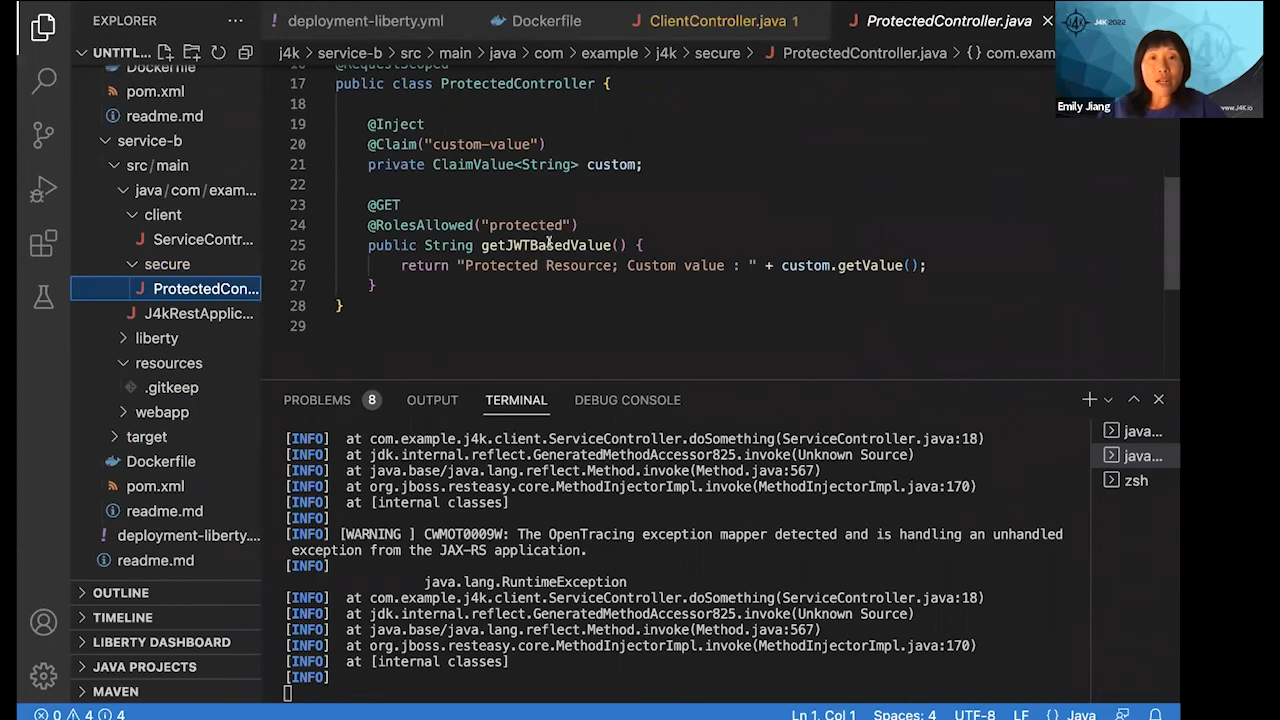 EXPLORER
deployment-liberty.yml
Dockerfile
ClientController.java 1
ProtectedController.java
J4K 2022
UNTITL...
j4k > service-b > src > main > java > com > example > j4k > secure > ProtectedController.java > {} com.exam
Emily Jiang
www.J4K.io
Dockerfile
pom.xml
readme.md
service-b
src/main
java/com/exam...
client
ServiceContr...
secure
ProtectedCon...
J4kRestApplic...
liberty
resources
.gitkeep
webapp
target
Dockerfile
pom.xml
readme.md
deployment-liberty....
readme.md
OUTLINE
TIMELINE
LIBERTY DASHBOARD
JAVA PROJECTS
MAVEN
16 @RequestScoped
17 public class ProtectedController {
18
19 @Inject
20 @Claim("custom-value")
21 private ClaimValue<String> custom;
22
23 @GET
24 @RolesAllowed("protected")
25 public String getJWTBasedValue() {
26 return "Protected Resource; Custom value : " + custom.getValue();
27 }
28 }
29
PROBLEMS 8 OUTPUT TERMINAL DEBUG CONSOLE
[INFO] at com.example.j4k.client.ServiceController.doSomething(ServiceController.java:18)
[INFO] at jdk.internal.reflect.GeneratedMethodAccessor825.invoke(Unknown Source)
[INFO] at java.base/java.lang.reflect.Method.invoke(Method.java:567)
[INFO] at org.jboss.resteasy.core.MethodInjectorImpl.invoke(MethodInjectorImpl.java:170)
[INFO] at [internal classes]
[INFO]
[INFO] [WARNING ] CWMOT0009W: The OpenTracing exception mapper detected and is handling an unhandled
exception from the JAX-RS application.
[INFO]
java.lang.RuntimeException
[INFO] at com.example.j4k.client.ServiceController.doSomething(ServiceController.java:18)
[INFO] at jdk.internal.reflect.GeneratedMethodAccessor825.invoke(Unknown Source)
[INFO] at java.base/java.lang.reflect.Method.invoke(Method.java:567)
[INFO] at org.jboss.resteasy.core.MethodInjectorImpl.invoke(MethodInjectorImpl.java:170)
[INFO] at [internal classes]
[INFO]
java...
java...
zsh
0 4 4 Ln 1, Col 1 Spaces: 4 UTF-8 LF {} Java